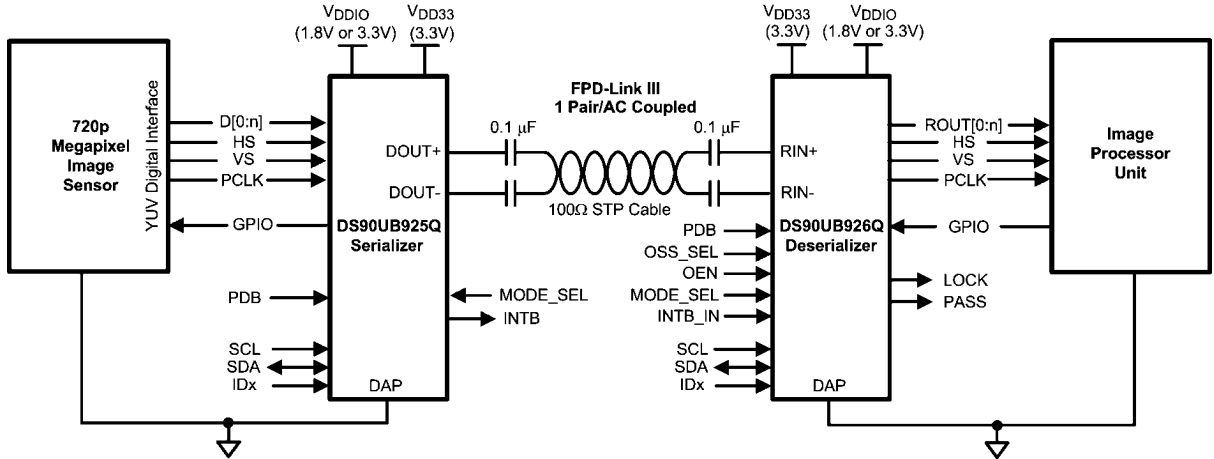 VDDIO
(1.8V or 3.3V)
VDD33
(3.3V)
VDD33
(3.3V)
VDDIO
(1.8V or 3.3V)
720p
Megapixel
Image
Sensor
YUV Digital Interface
D[0:n]
HS
VS
PCLK
GPIO
PDB
SCL
SDA
IDx
DOUT+
DOUT-
DS90UB925Q
Serializer
DAP
MODE_SEL
INTB
FPD-Link III
1 Pair/AC Coupled
0.1 µF
0.1 µF
100Ω STP Cable
PDB
OSS_SEL
OEN
MODE_SEL
INTB_IN
SCL
SDA
IDx
RIN+
RIN-
DS90UB926Q
Deserializer
DAP
ROUT[0:n]
HS
VS
PCLK
GPIO
LOCK
PASS
Image
Processor
Unit